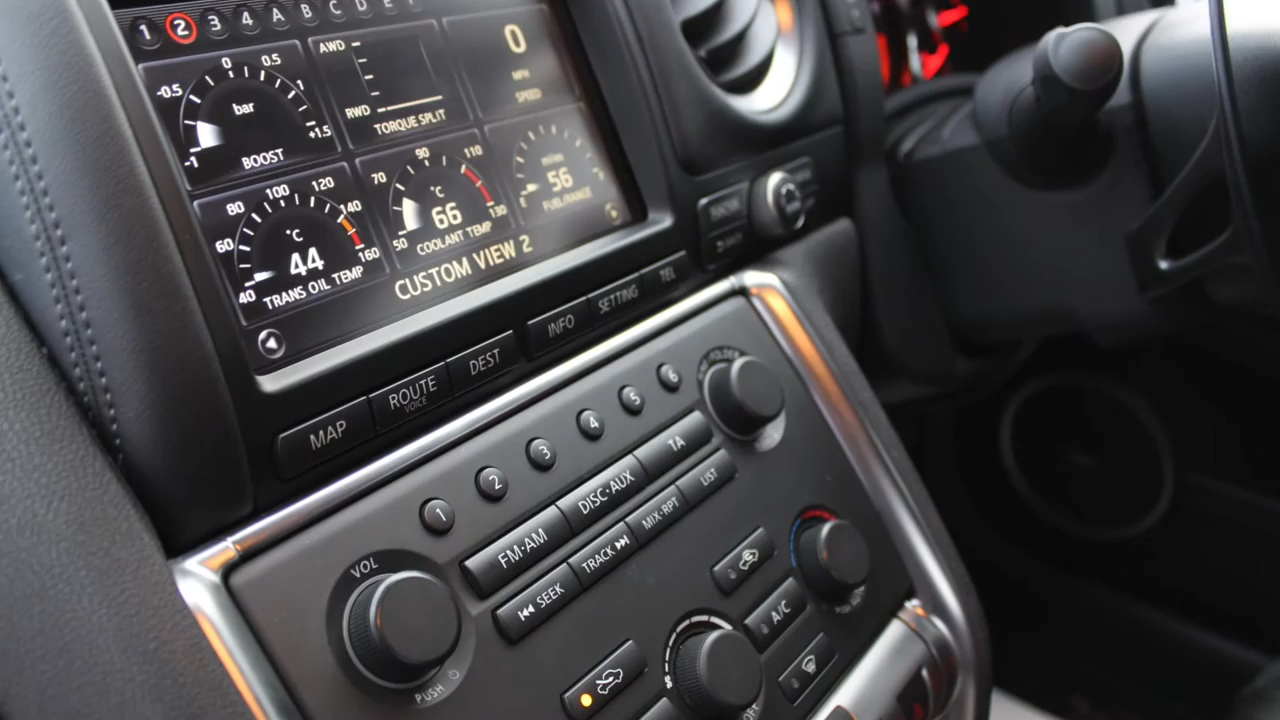 1 2 3 4 A B C D E F
-0.5 0 0.5 1 +1.5 -1
bar
BOOST
AWD
RWD
TORQUE SPLIT
0
MPH
SPEED
40 60 80 100 120 140 160
°C
44
TRANS OIL TEMP
50 70 90 110 130
°C
66
COOLANT TEMP
miles
56
FUEL/RANGE
CUSTOM VIEW 2
MAP
ROUTE
VOICE
DEST
INFO
SETTING
TEL
1 2 3 4 5 6
FM·AM
DISC·AUX
TA
SEEK
TRACK
MIX·RPT
LIST
VOL
PUSH
A/C
OFF